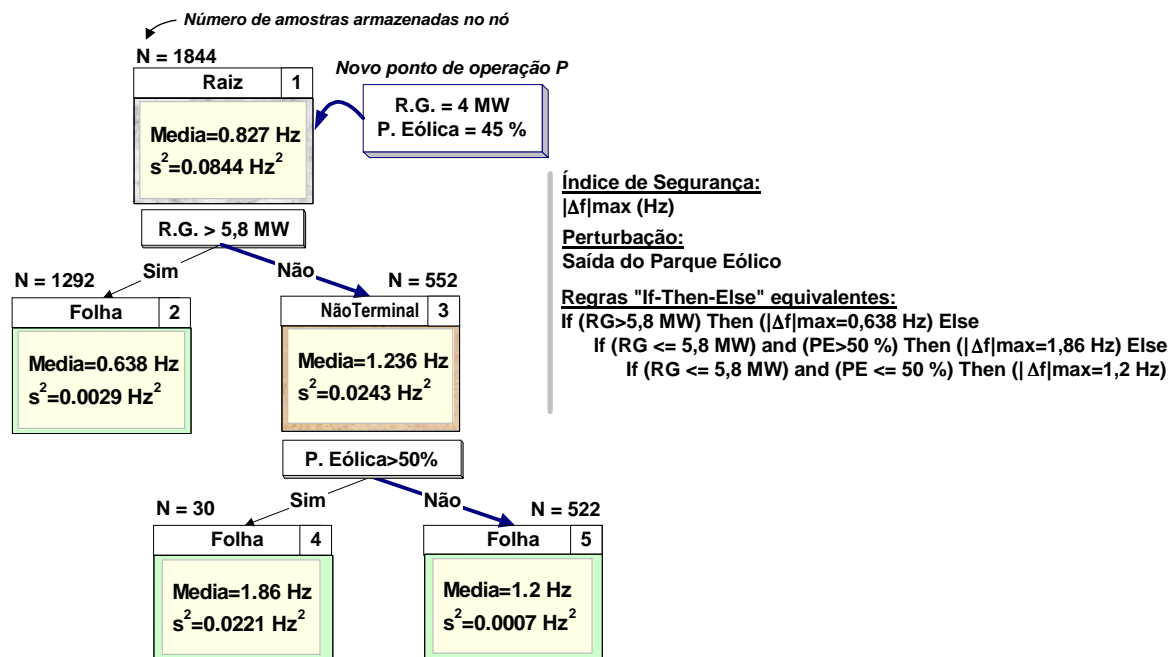 Número de amostras armazenadas no nó
N = 1844
Raiz 1
Media=0.827 Hz
s²=0.0844 Hz²
Novo ponto de operação P
R.G. = 4 MW
P. Eólica = 45 %
R.G. > 5,8 MW
Sim
Não
N = 1292
Folha 2
Media=0.638 Hz
s²=0.0029 Hz²
N = 552
NãoTerminal 3
Media=1.236 Hz
s²=0.0243 Hz²
P. Eólica>50%
Sim
Não
N = 30
Folha 4
Media=1.86 Hz
s²=0.0221 Hz²
N = 522
Folha 5
Media=1.2 Hz
s²=0.0007 Hz²
Índice de Segurança:
|Δf|max (Hz)
Perturbação:
Saída do Parque Eólico
Regras "If-Then-Else" equivalentes:
If (RG>5,8 MW) Then (|Δf|max=0,638 Hz) Else
If (RG <= 5,8 MW) and (PE>50 %) Then (|Δf|max=1,86 Hz) Else
If (RG <= 5,8 MW) and (PE <= 50 %) Then (|Δf|max=1,2 Hz)